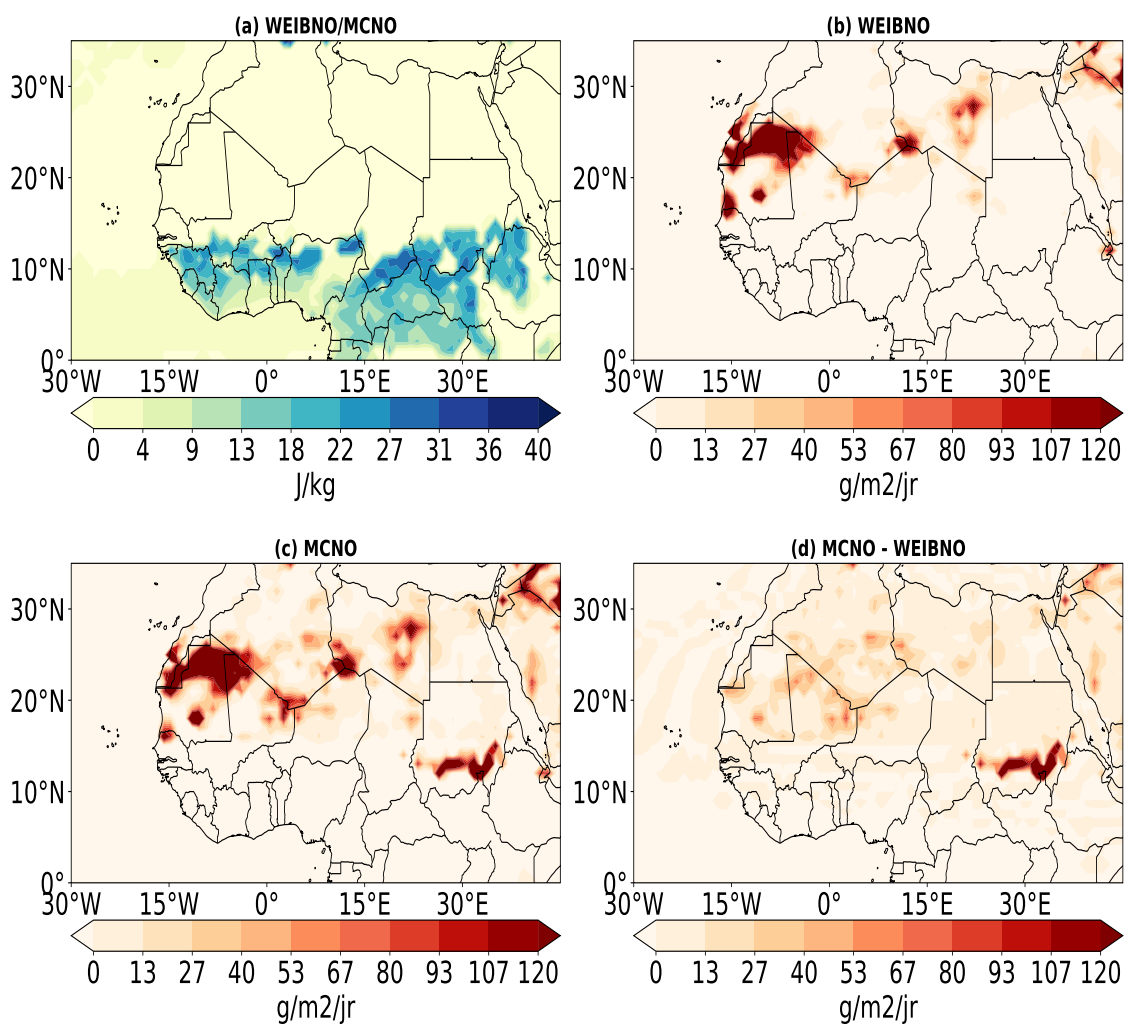 (a) WEIBNO/MCNO
(b) WEIBNO
30°N
20°N
10°N
0°
30°W 15°W 0° 15°E 30°E
0 4 9 13 18 22 27 31 36 40
J/kg
30°N
20°N
10°N
0°
30°W 15°W 0° 15°E 30°E
0 13 27 40 53 67 80 93 107 120
g/m2/jr
(c) MCNO
(d) MCNO - WEIBNO
30°N
20°N
10°N
0°
30°W 15°W 0° 15°E 30°E
0 13 27 40 53 67 80 93 107 120
g/m2/jr
30°N
20°N
10°N
0°
30°W 15°W 0° 15°E 30°E
0 13 27 40 53 67 80 93 107 120
g/m2/jr